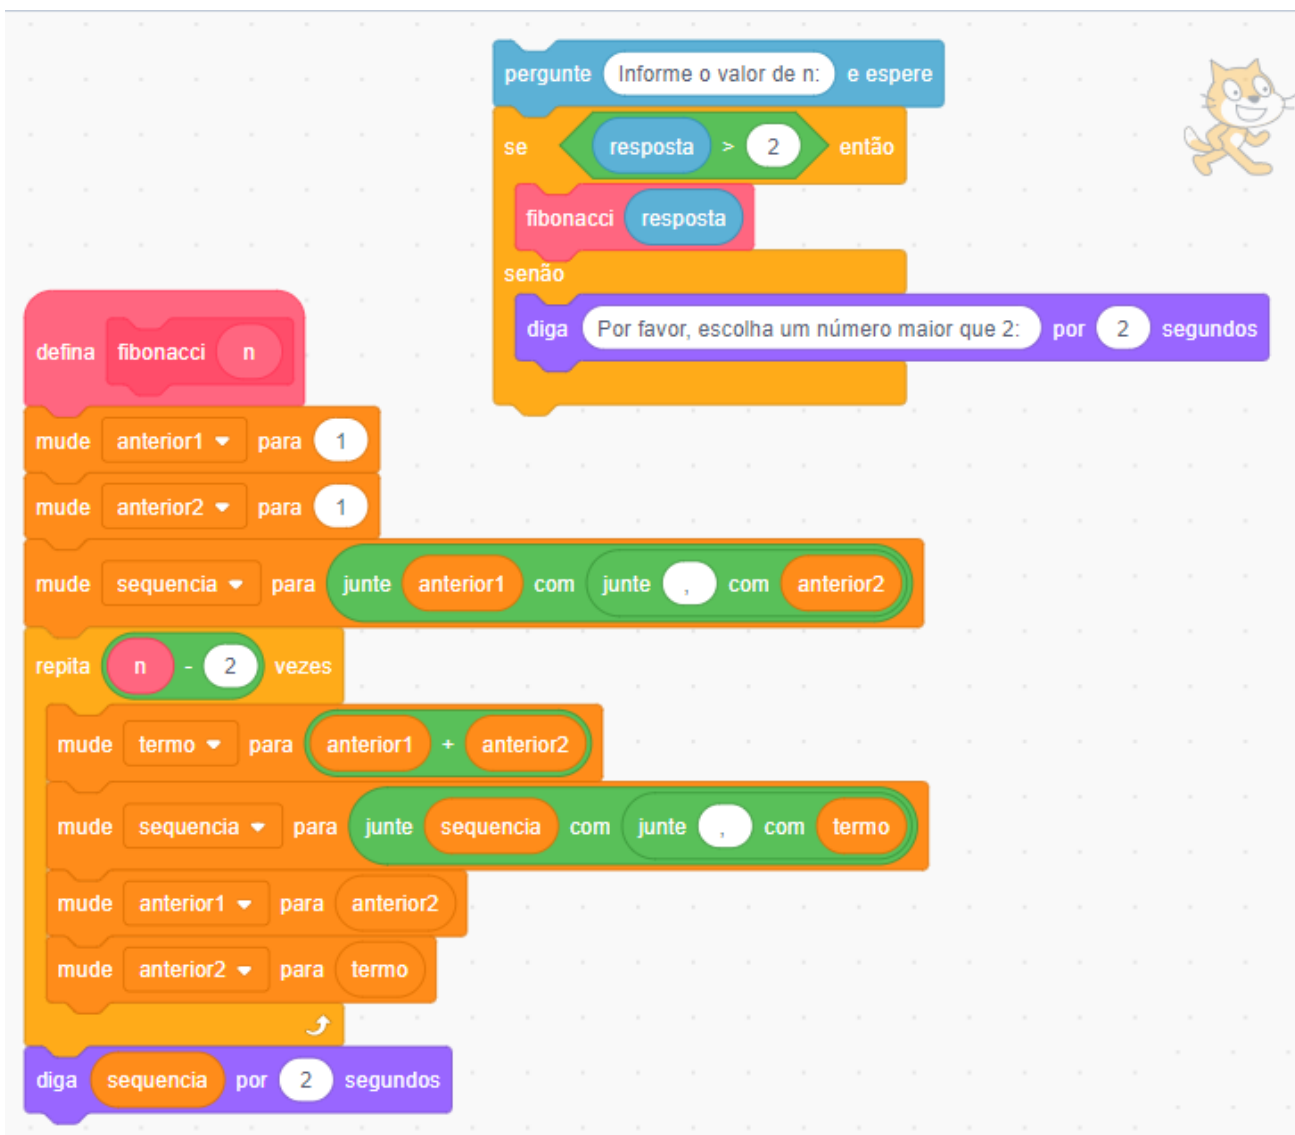 pergunte Informe o valor de n: e espere
se resposta > 2 então
fibonacci resposta
senão
diga Por favor, escolha um número maior que 2: por 2 segundos
defina fibonacci n
mude anterior1 para 1
mude anterior2 para 1
mude sequencia para junte anterior1 com junte , com anterior2
repita n - 2 vezes
mude termo para anterior1 + anterior2
mude sequencia para junte sequencia com junte , com termo
mude anterior1 para anterior2
mude anterior2 para termo
diga sequencia por 2 segundos